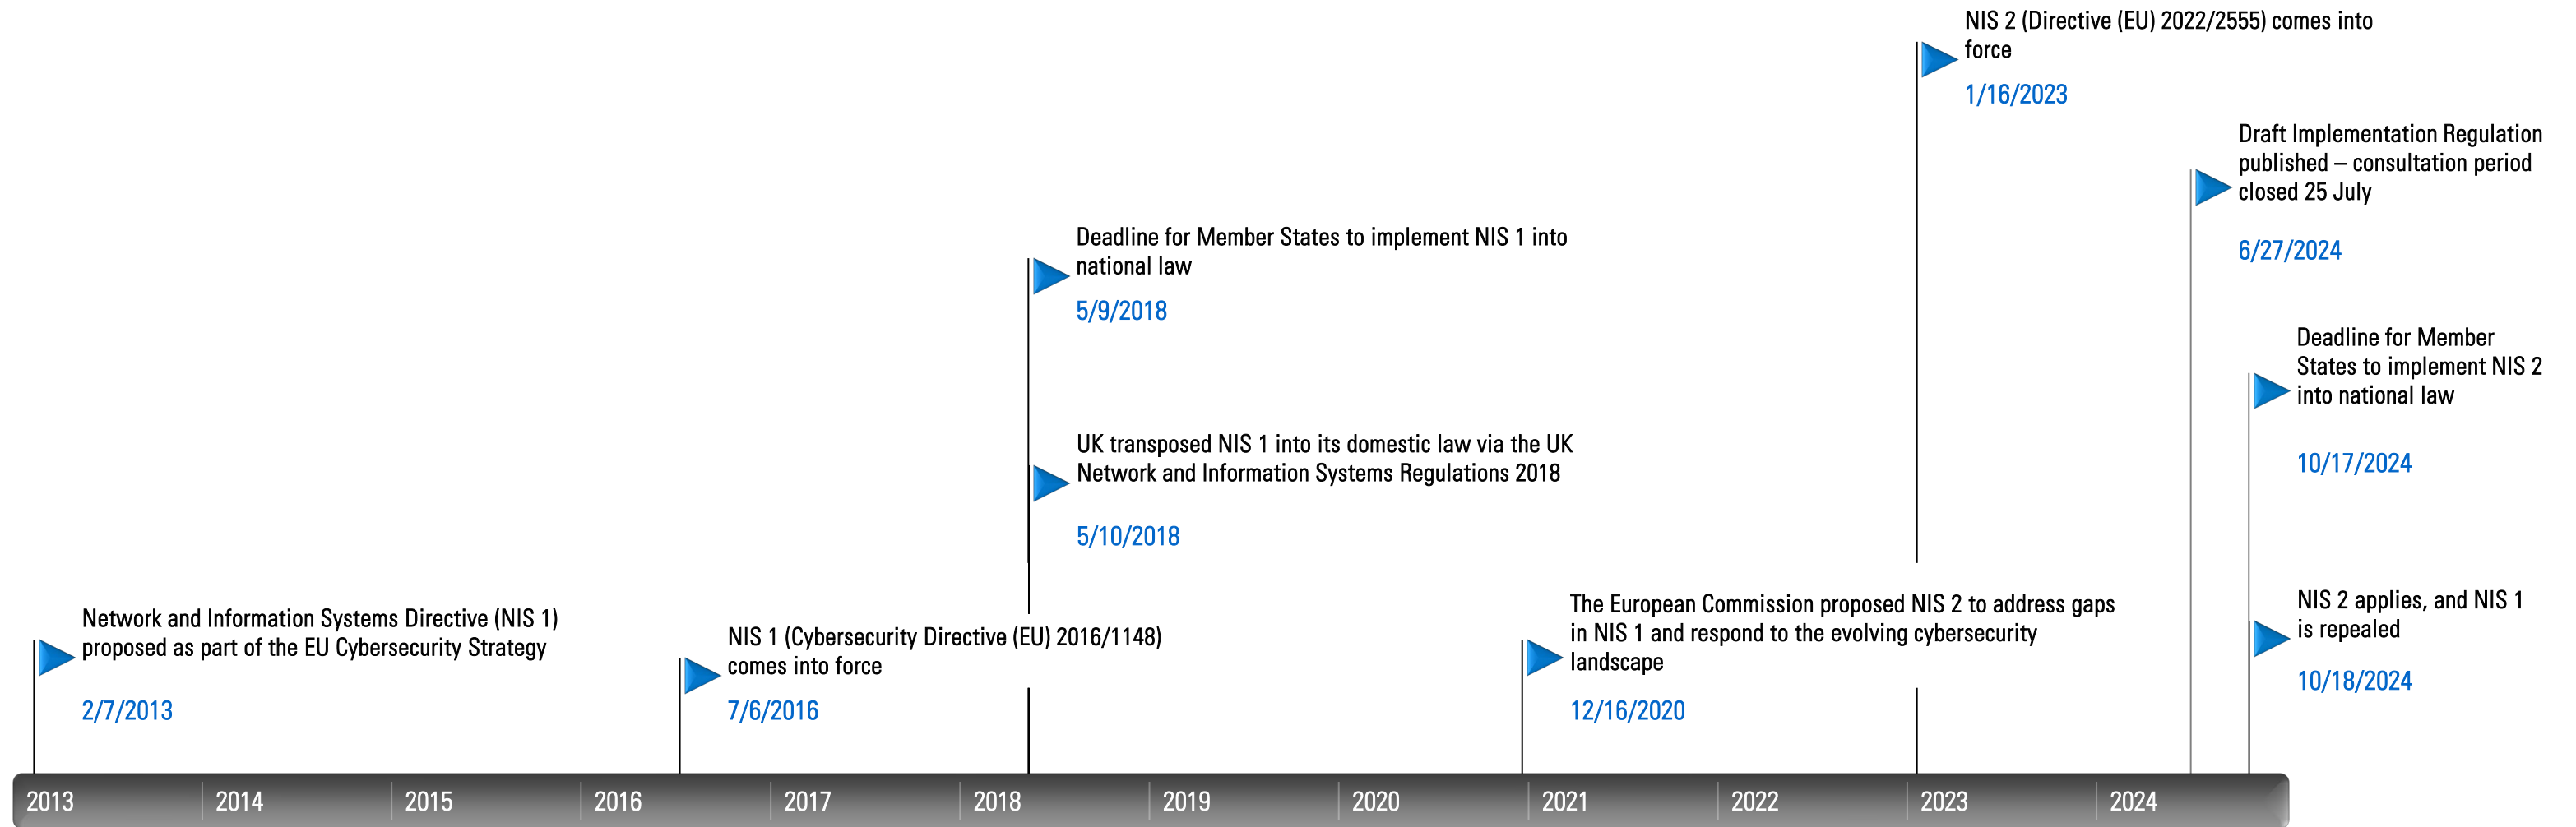 NIS 2 (Directive (EU) 2022/2555) comes into
force
1/16/2023
Draft Implementation Regulation
published – consultation period
closed 25 July
6/27/2024
Deadline for Member States to implement NIS 1 into
national law
5/9/2018
Deadline for Member
States to implement NIS 2
into national law
10/17/2024
UK transposed NIS 1 into its domestic law via the UK
Network and Information Systems Regulations 2018
5/10/2018
Network and Information Systems Directive (NIS 1)
proposed as part of the EU Cybersecurity Strategy
2/7/2013
NIS 1 (Cybersecurity Directive (EU) 2016/1148)
comes into force
7/6/2016
The European Commission proposed NIS 2 to address gaps
in NIS 1 and respond to the evolving cybersecurity
landscape
12/16/2020
NIS 2 applies, and NIS 1
is repealed
10/18/2024
2013 2014 2015 2016 2017 2018 2019 2020 2021 2022 2023 2024